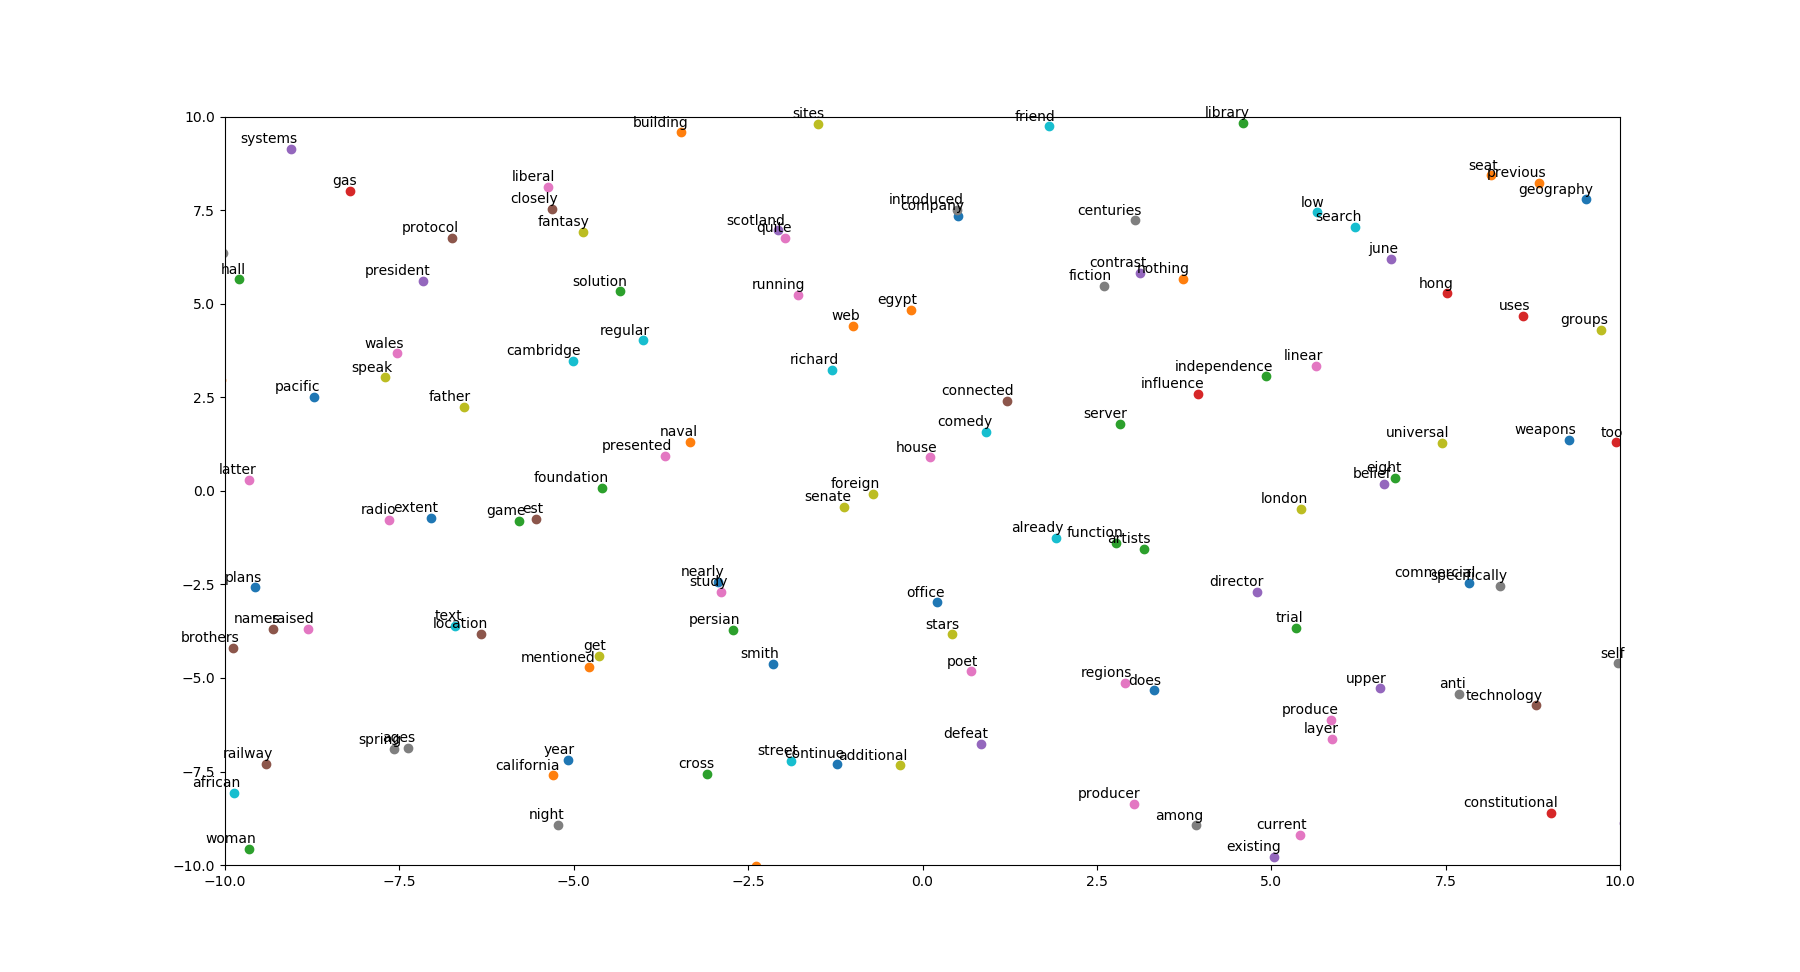 sites
friend
library
10.0
building
systems
seat
previous
liberal
gas
geography
closely
introduced
company
low
centuries
7.5
search
scotland
fantasy
quite
protocol
june
contrast
nothing
hall
president
fiction
solution
running
hong
egypt
uses
5.0
web
groups
regular
wales
cambridge
linear
richard
independence
speak
pacific
influence
connected
father
2.5
server
comedy
naval
universal
weapons
too
presented
house
latter
eight
belief
foundation
foreign
0.0
senate
london
radio
extent
game
est
already
function
artists
nearly
commercial
specifically
plans
study
director
−2.5
office
text
names
raised
persian
trial
location
stars
brothers
get
mentioned
smith
self
poet
regions
−5.0
does
upper
anti
technology
produce
layer
spring
ages
defeat
railway
year
street
continue
additional
california
cross
−7.5
african
producer
constitutional
night
among
current
woman
existing
−10.0
−10.0
−7.5
−5.0
−2.5
0.0
2.5
5.0
7.5
10.0